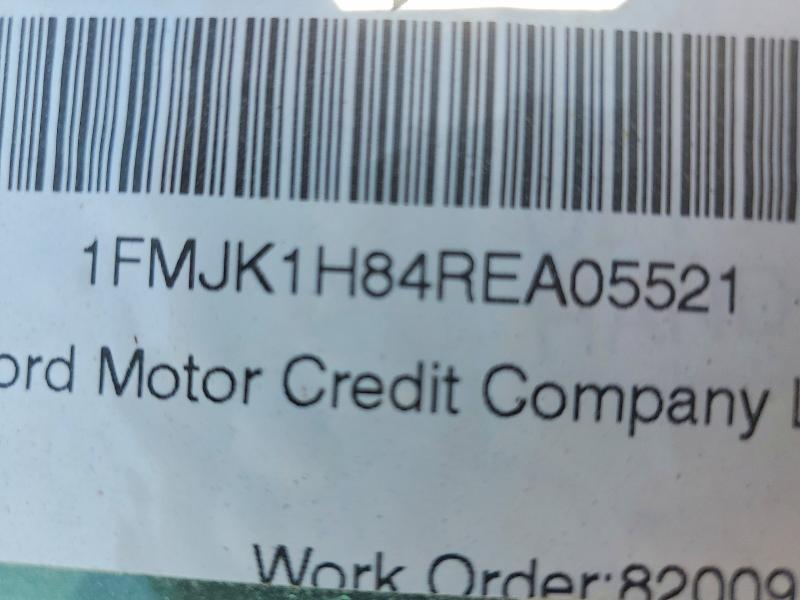 1FMJK1H84REA05521
ord Motor Credit Company L
Work Order:82009